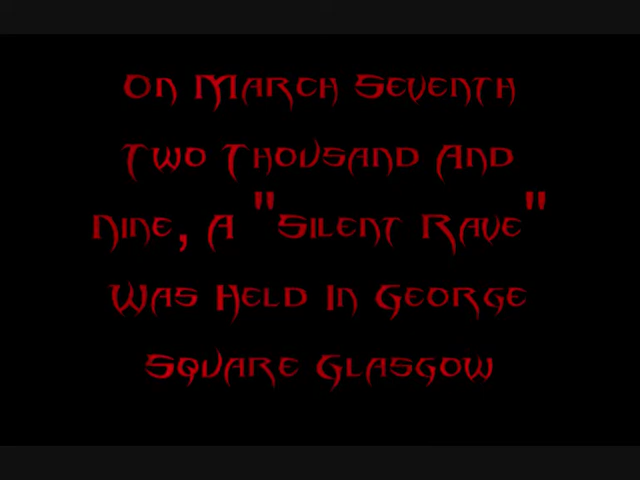 On March Seventh
Two Thousand And
Nine, A "Silent Rave"
Was Held In George
Square Glasgow